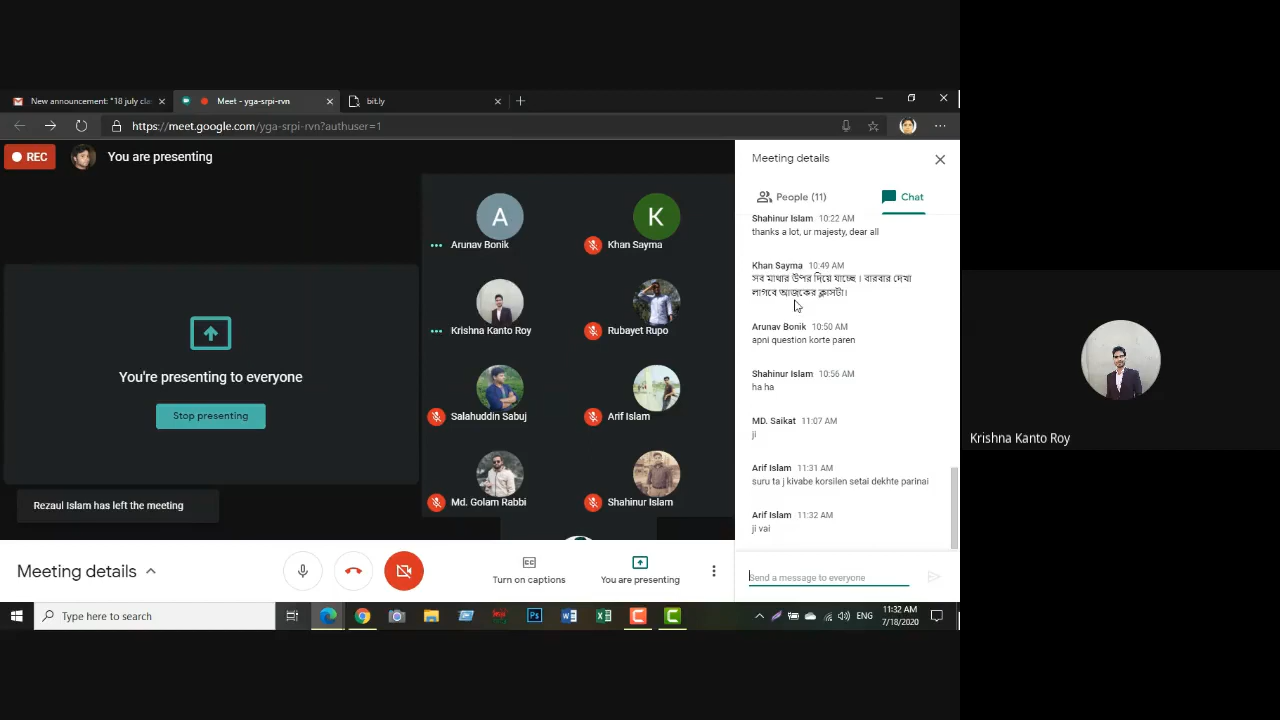 New announcement: "18 july cla
Meet - yga-srpi-rvn
bit.ly
https://meet.google.com/yga-srpi-rvn?authuser=1
REC
You are presenting
You're presenting to everyone
Stop presenting
Rezaul Islam has left the meeting
A
K
Arunav Bonik
Khan Sayma
Krishna Kanto Roy
Rubayet Rupo
Salahuddin Sabuj
Arif Islam
Md. Golam Rabbi
Shahinur Islam
Meeting details
People (11)
Chat
Shahinur Islam 10:22 AM
thanks a lot, ur majesty, dear all
Khan Sayma 10:49 AM
সব মাথার উপর দিয়ে যাচ্ছে । বারবার দেখা
লাগবে আজকের ক্লাসটা।
Arunav Bonik 10:50 AM
apni question korte paren
Shahinur Islam 10:56 AM
ha ha
MD. Saikat 11:07 AM
ji
Arif Islam 11:31 AM
suru ta j kivabe korsilen setai dekhte parinai
Arif Islam 11:32 AM
ji vai
Send a message to everyone
Meeting details
Turn on captions
You are presenting
Type here to search
ENG
11:32 AM
7/18/2020
Krishna Kanto Roy